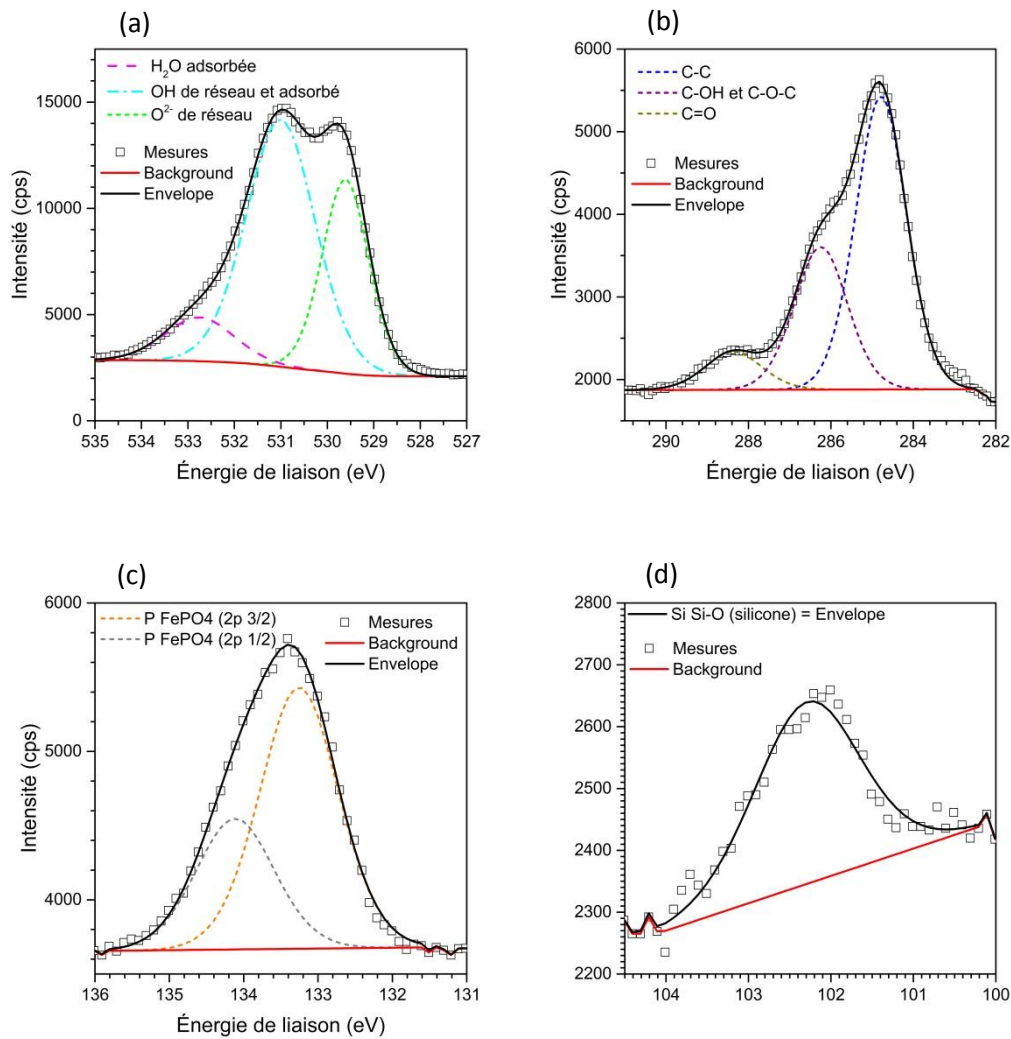 (a)
H₂O adsorbée
OH de réseau et adsorbé
O²⁻ de réseau
Mesures
Background
Envelope
Intensité (cps)
15000
10000
5000
0
535 534 533 532 531 530 529 528 527
Énergie de liaison (eV)
(b)
C-C
C-OH et C-O-C
C=O
Mesures
Background
Envelope
Intensité (cps)
6000
5000
4000
3000
2000
290 288 286 284 282
Énergie de liaison (eV)
(c)
P FePO4 (2p 3/2)
P FePO4 (2p 1/2)
Mesures
Background
Envelope
Intensité (cps)
6000
5000
4000
136 135 134 133 132 131
Énergie de liaison (eV)
(d)
Si Si-O (silicone) = Envelope
Mesures
Background
2800
2700
2600
2500
2400
2300
2200
104 103 102 101 100